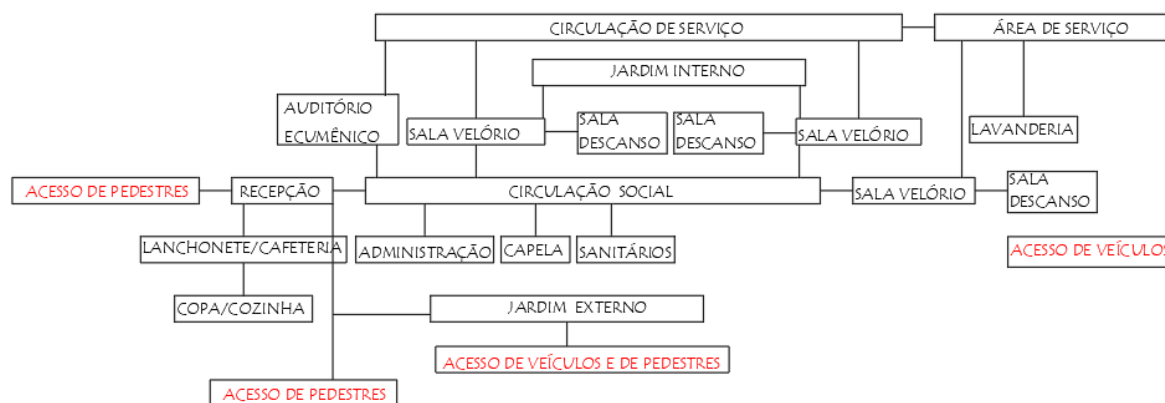 CIRCULAÇÃO DE SERVIÇO
ÁREA DE SERVIÇO
JARDIM INTERNO
AUDITÓRIO
ECUMÊNICO
SALA VELÓRIO
SALA
DESCANSO
SALA
DESCANSO
SALA VELÓRIO
LAVANDERIA
ACESSO DE PEDESTRES
RECEPÇÃO
CIRCULAÇÃO SOCIAL
SALA VELÓRIO
SALA
DESCANSO
LANCHONETE/CAFETERIA
ADMINISTRAÇÃO
CAPELA
SANITÁRIOS
ACESSO DE VEÍCULOS
COPA/COZINHA
JARDIM EXTERNO
ACESSO DE VEÍCULOS E DE PEDESTRES
ACESSO DE PEDESTRES